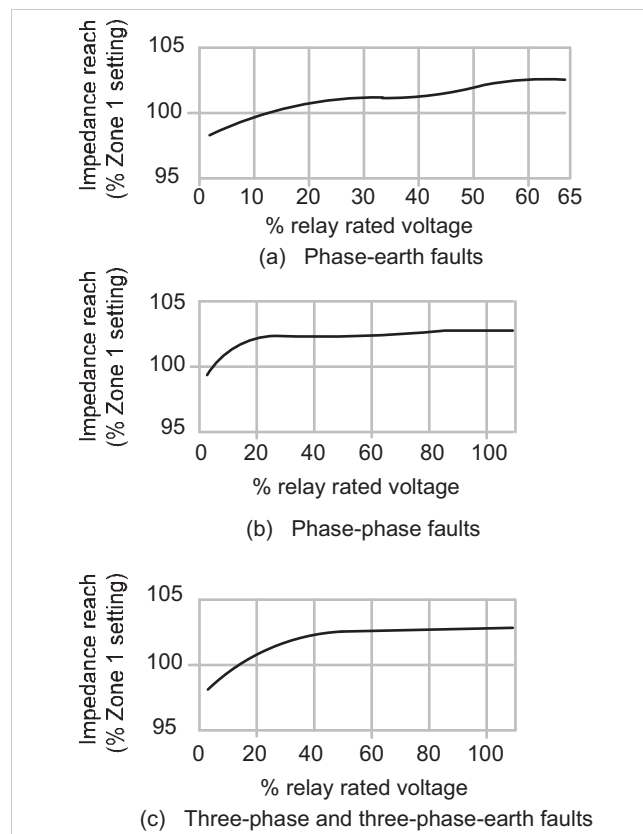 Impedance reach
(% Zone 1 setting)
105
100
95
0 10 20 30 40 50 60 65
% relay rated voltage
(a) Phase-earth faults
Impedance reach
(% Zone 1 setting)
105
100
95
0 20 40 60 80 100
% relay rated voltage
(b) Phase-phase faults
Impedance reach
(% Zone 1 setting)
105
100
95
0 20 40 60 80 100
% relay rated voltage
(c) Three-phase and three-phase-earth faults